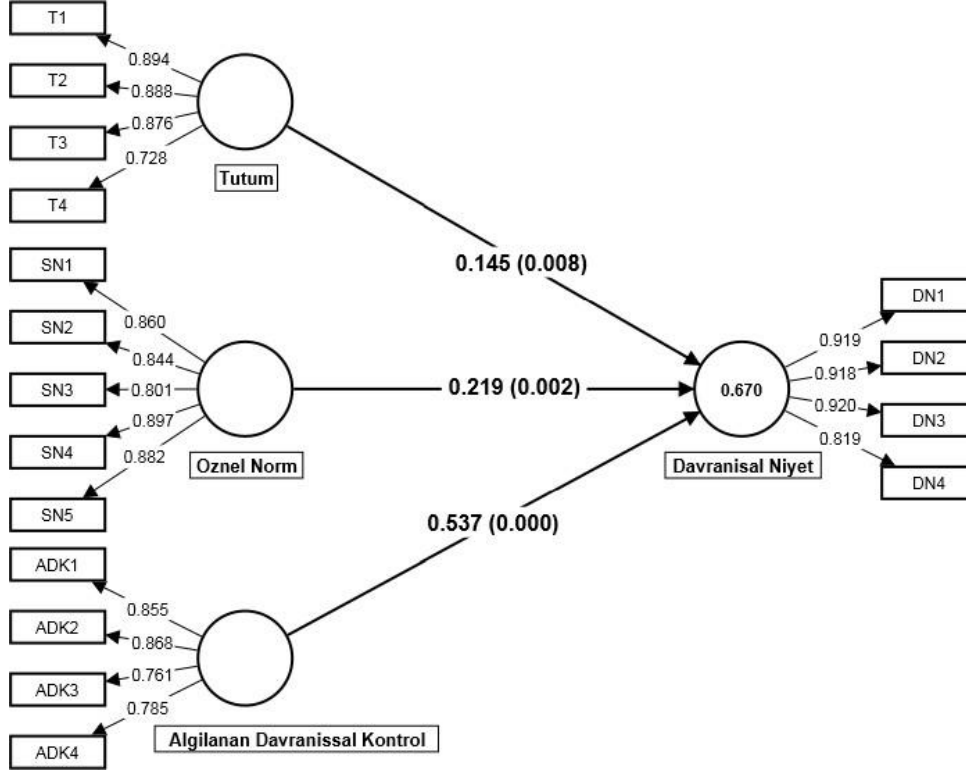 T1
0.894
T2
0.888
T3
0.876
T4
0.728
Tutum
0.145 (0.008)
SN1
0.860
SN2
0.844
SN3
0.801
SN4
0.897
SN5
0.882
Oznel Norm
0.219 (0.002)
0.670
Davranisal Niyet
DN1
0.919
DN2
0.918
DN3
0.920
DN4
0.819
ADK1
0.855
ADK2
0.868
ADK3
0.761
ADK4
0.785
0.537 (0.000)
Algilanan Davranissal Kontrol